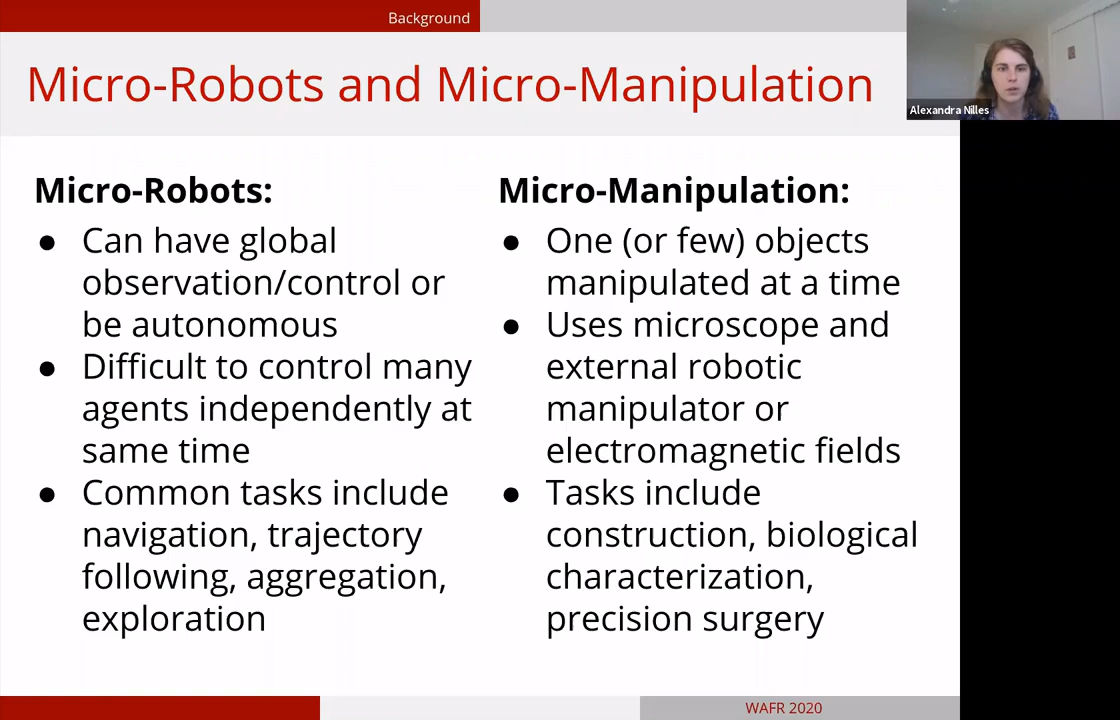 Background
Micro-Robots and Micro-Manipulation
Alexandra Nilles
Micro-Robots:
● Can have global
observation/control or
be autonomous
● Difficult to control many
agents independently at
same time
● Common tasks include
navigation, trajectory
following, aggregation,
exploration
Micro-Manipulation:
● One (or few) objects
manipulated at a time
● Uses microscope and
external robotic
manipulator or
electromagnetic fields
● Tasks include
construction, biological
characterization,
precision surgery
WAFR 2020